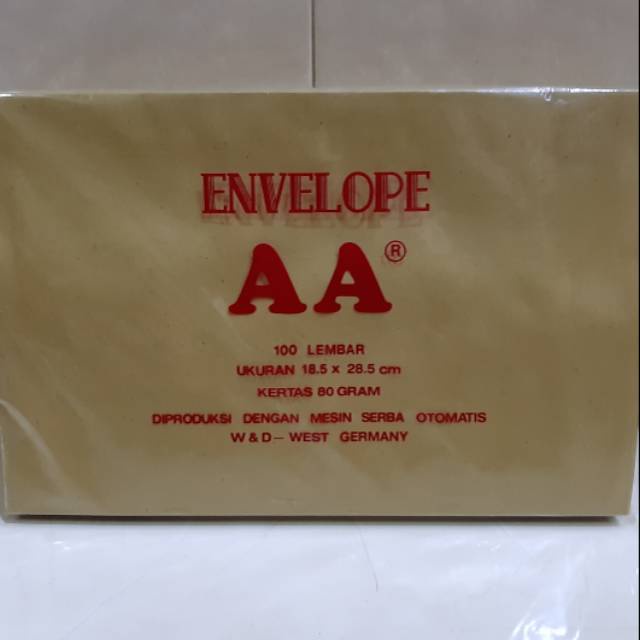 ENVELOPE
AA®
100 LEMBAR
UKURAN 18.5 x 28.5 cm
KERTAS 80 GRAM
DIPRODUKSI DENGAN MESIN SERBA OTOMATIS
W & D – WEST GERMANY